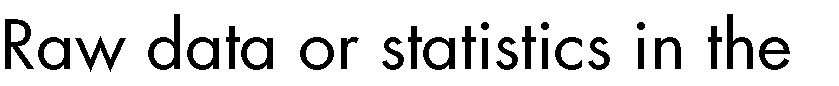 Raw data or statistics in the